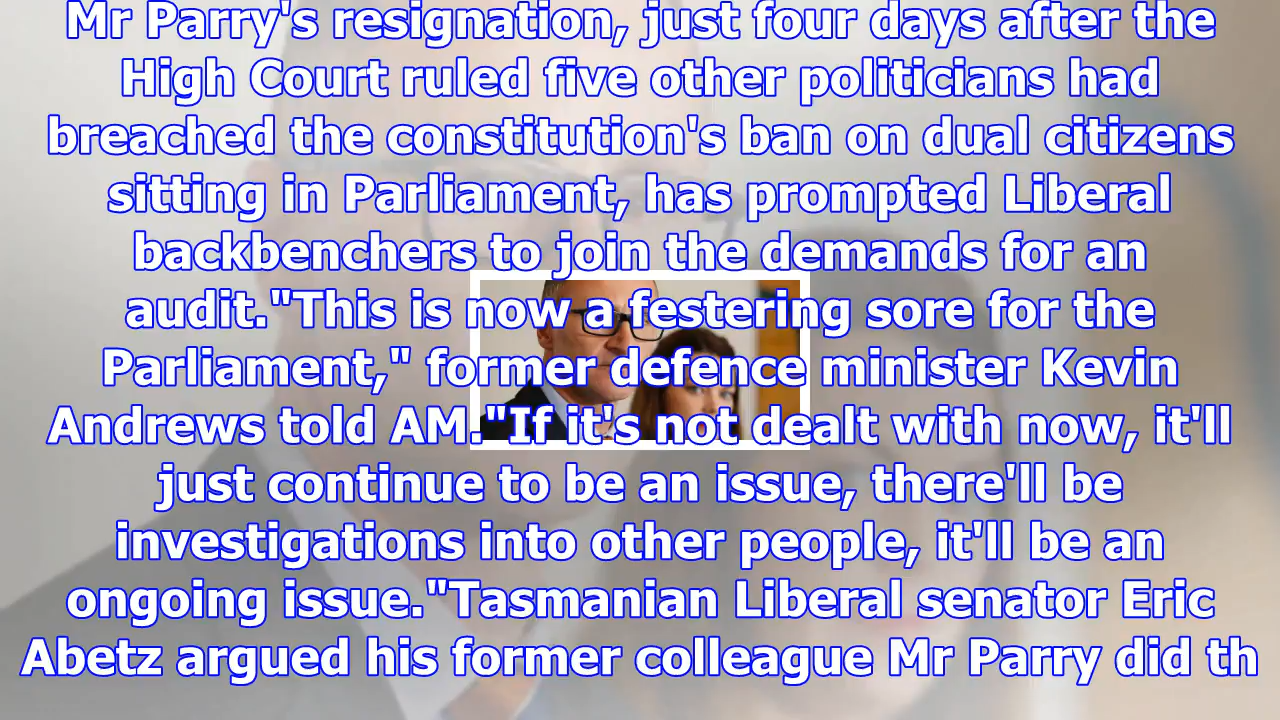 Mr Parry's resignation, just four days after the
High Court ruled five other politicians had
breached the constitution's ban on dual citizens
sitting in Parliament, has prompted Liberal
backbenchers to join the demands for an
audit."This is now a festering sore for the
Parliament," former defence minister Kevin
Andrews told AM."If it's not dealt with now, it'll
just continue to be an issue, there'll be
investigations into other people, it'll be an
ongoing issue."Tasmanian Liberal senator Eric
Abetz argued his former colleague Mr Parry did th